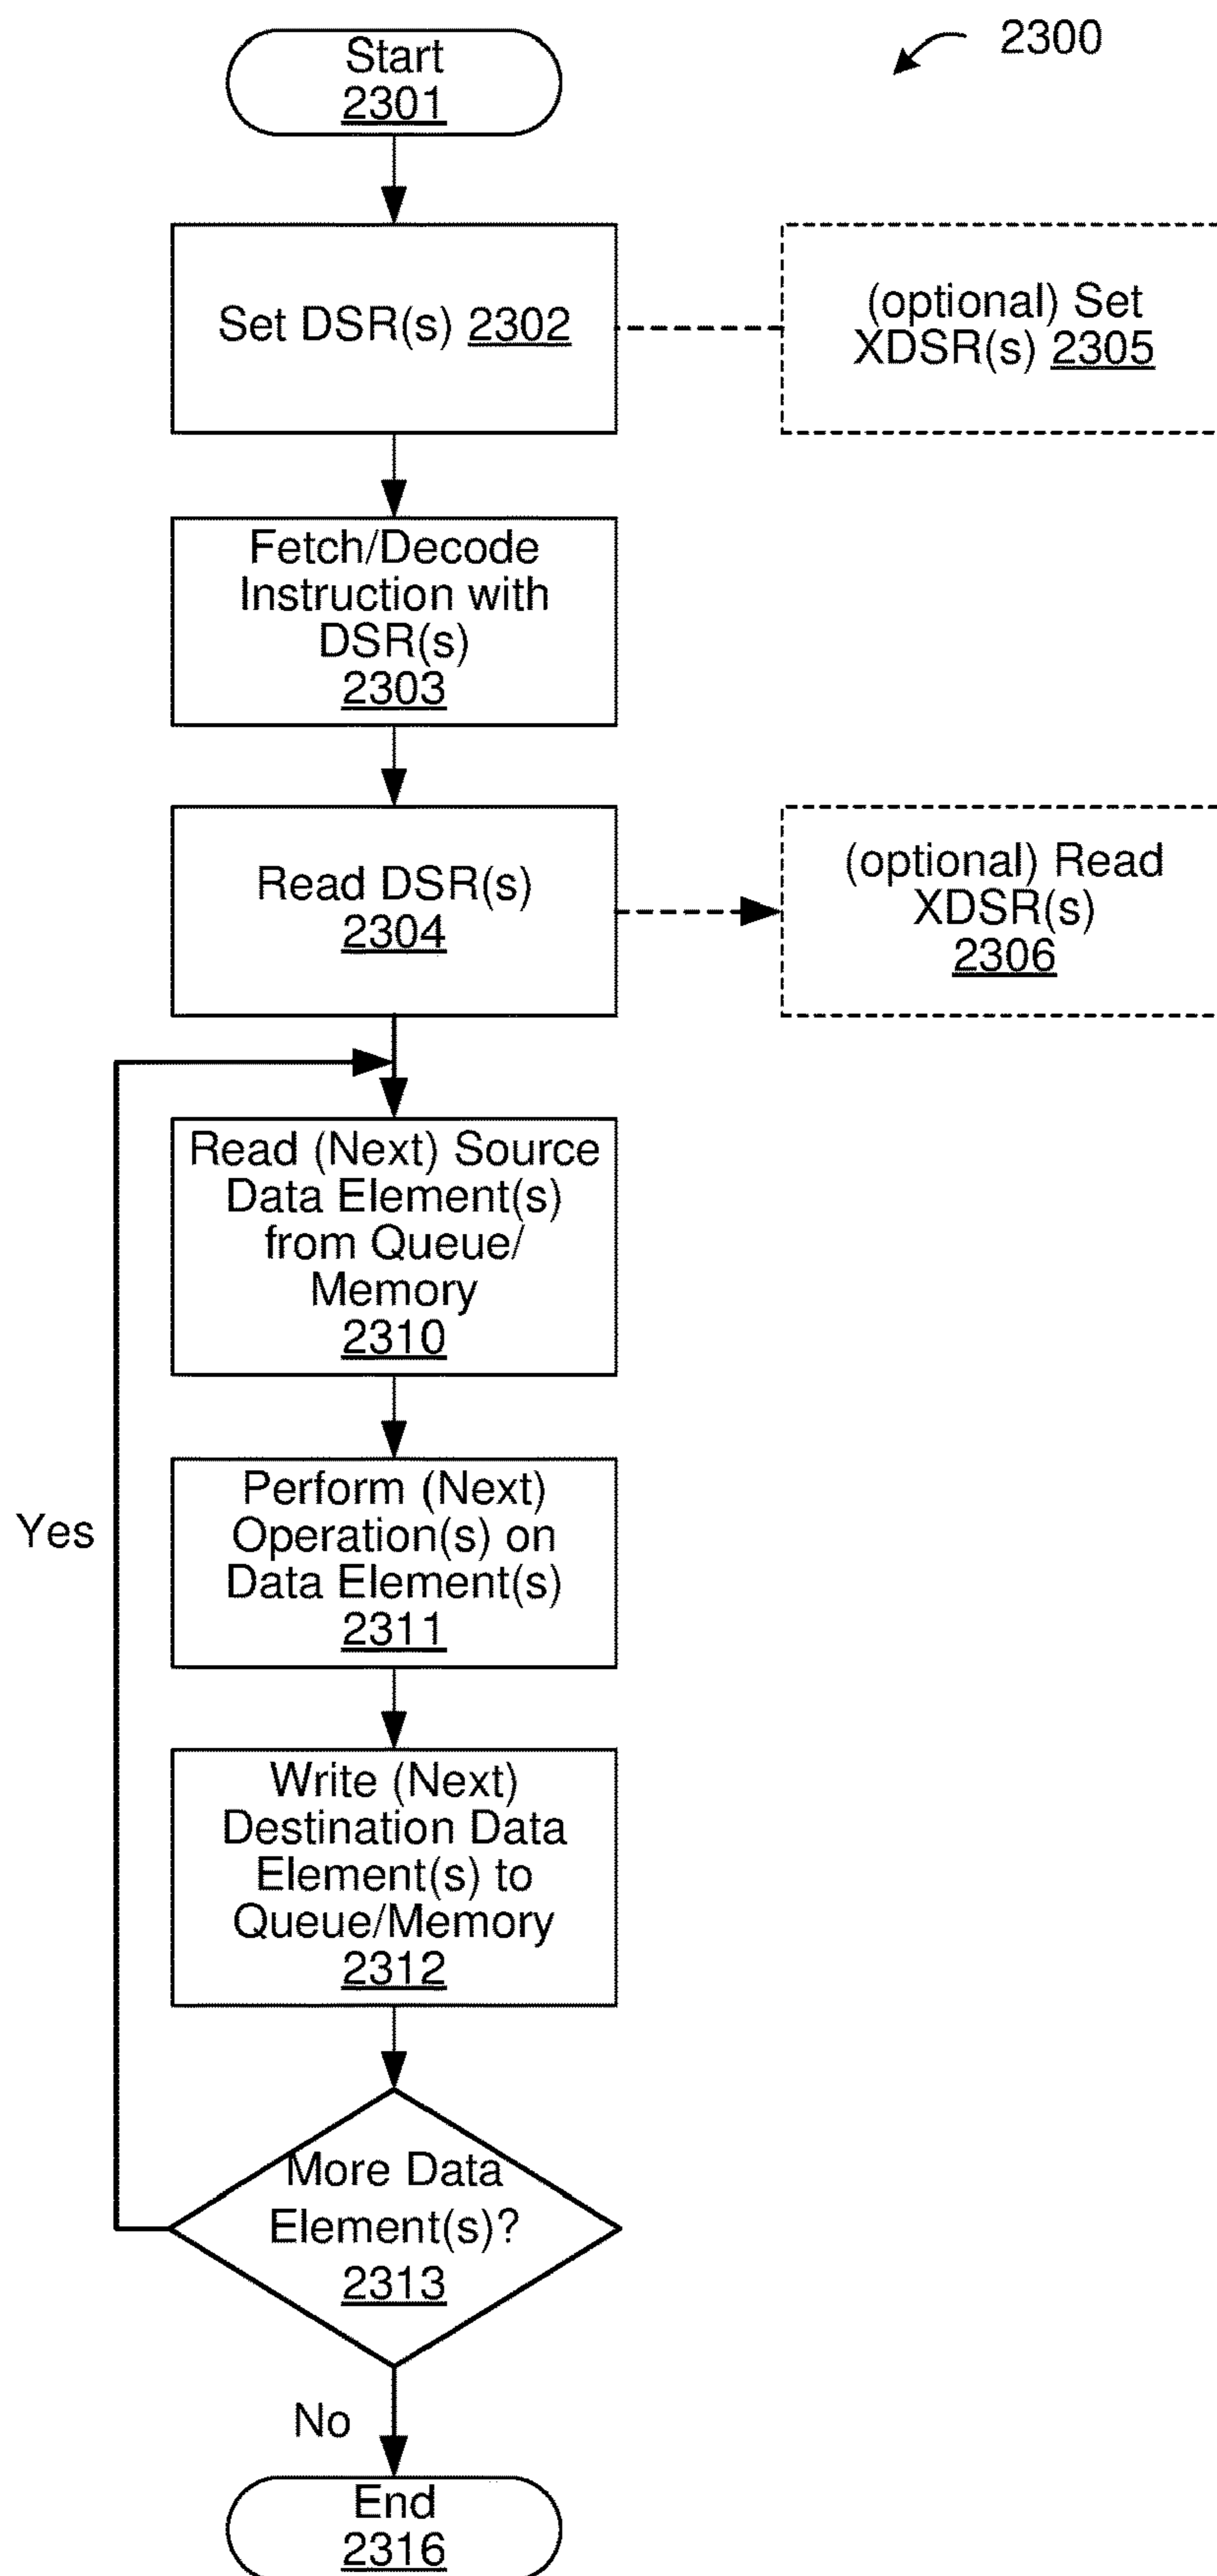 Start
2301
2300
Set DSR(s) 2302
(optional) Set
XDSR(s) 2305
Fetch/Decode
Instruction with
DSR(s)
2303
Read DSR(s)
2304
(optional) Read
XDSR(s)
2306
Read (Next) Source
Data Element(s)
from Queue/
Memory
2310
Perform (Next)
Operation(s) on
Data Element(s)
2311
Yes
Write (Next)
Destination Data
Element(s) to
Queue/Memory
2312
More Data
Element(s)?
2313
No
End
2316